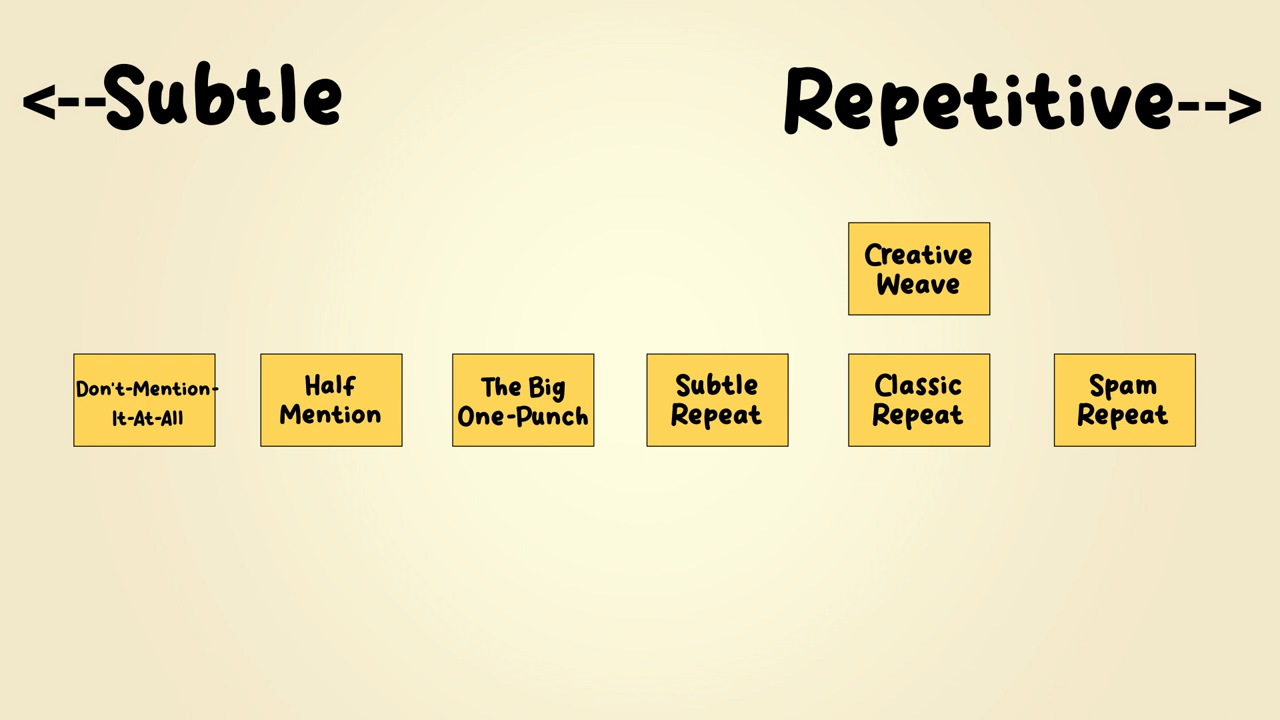 <--Subtle
Repetitive-->
Creative
Weave
Don't-Mention-
It-At-All
Half
Mention
The Big
One-Punch
Subtle
Repeat
Classic
Repeat
Spam
Repeat